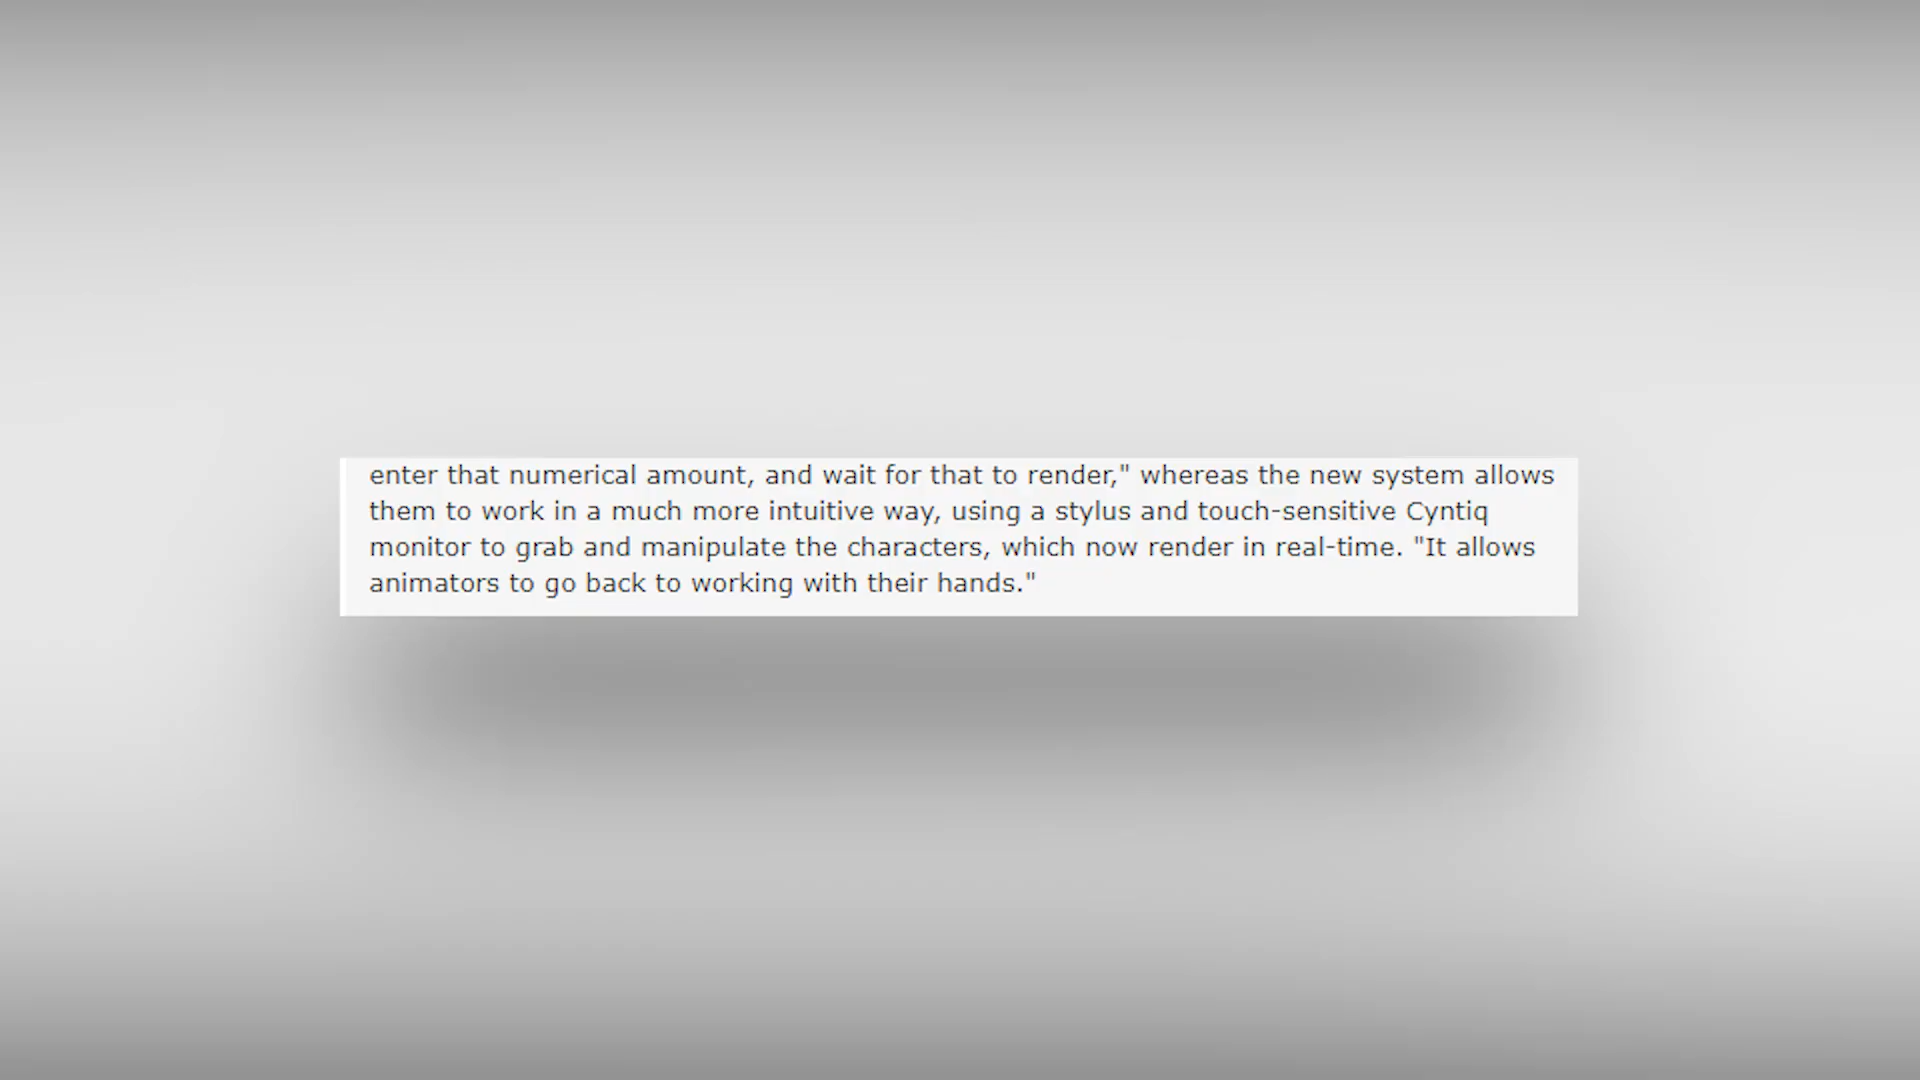 enter that numerical amount, and wait for that to render," whereas the new system allows
them to work in a much more intuitive way, using a stylus and touch-sensitive Cyntiq
monitor to grab and manipulate the characters, which now render in real-time. "It allows
animators to go back to working with their hands."